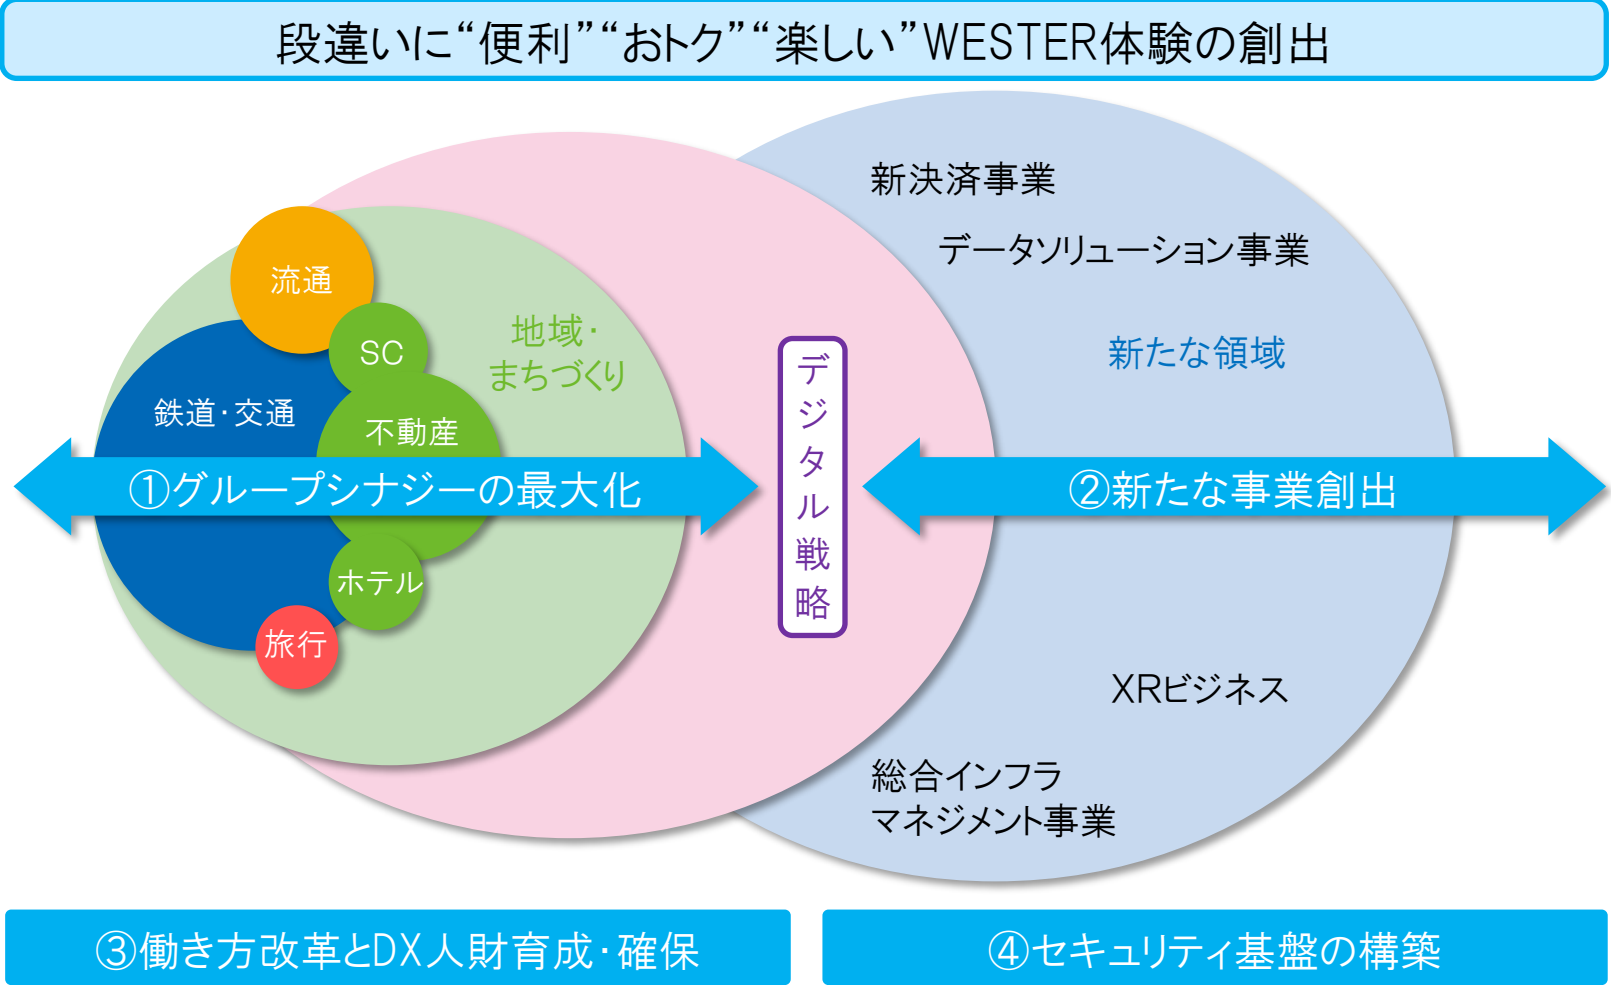 段違いに“便利”“おトク”“楽しい”WESTER体験の創出
新決済事業
データソリューション事業
新たな領域
流通
SC
地域・
まちづくり
鉄道・交通
不動産
デジタル戦略
①グループシナジーの最大化
②新たな事業創出
ホテル
旅行
XRビジネス
総合インフラ
マネジメント事業
③働き方改革とDX人財育成・確保
④セキュリティ基盤の構築